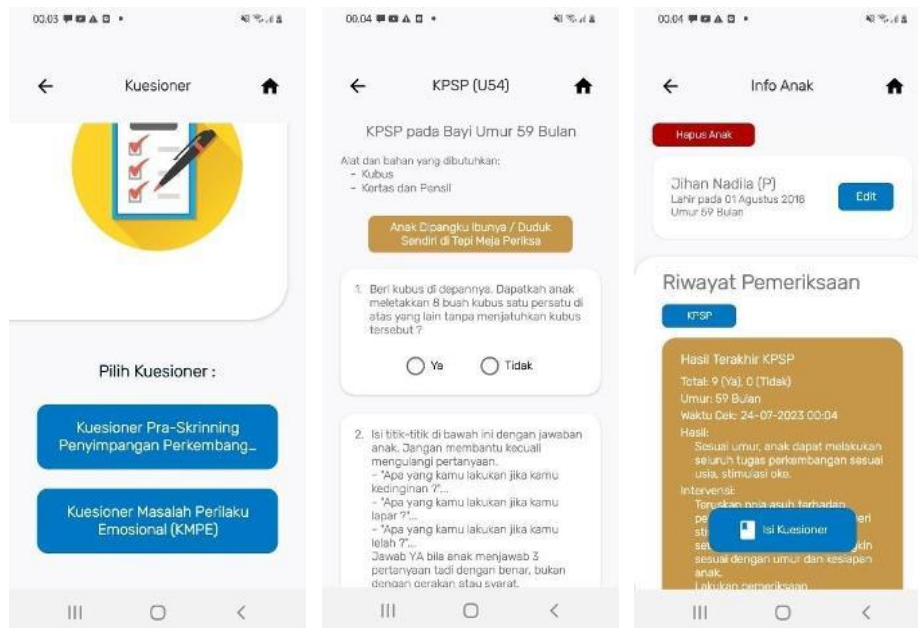 00.03
Kuesioner
Pilih Kuesioner :
Kuesioner Pra-Skrinning
Penyimpangan Perkembang...
Kuesioner Masalah Perilaku
Emosional (KMPE)
00.04
KPSP (U54)
KPSP pada Bayi Umur 59 Bulan
Alat dan bahan yang dibutuhkan:
- Kubus
- Kertas dan Pensil
Anak Dipangku Ibunya / Duduk
Sendiri di Tepi Meja Periksa
1. Beri kubus di depannya. Dapatkah anak
meletakkan 8 buah kubus satu persatu di
atas yang lain tanpa menjatuhkan kubus
tersebut ?
Ya
Tidak
2. Isi titik-titik di bawah ini dengan jawaban
anak. Jangan membantu kecuali
mengulangi pertanyaan.
- "Apa yang kamu lakukan jika kamu
kedinginan ?"...
- "Apa yang kamu lakukan jika kamu
lapar ?"...
- "Apa yang kamu lakukan jika kamu
lelah ?"...
Jawab YA bila anak menjawab 3
pertanyaan tadi dengan benar, bukan
dengan gerakan atau syarat.
00.04
Info Anak
Hapus Anak
Jihan Nadila (P)
Lahir pada 01 Agustus 2018
Umur 59 Bulan
Edit
Riwayat Pemeriksaan
KPSP
Hasil Terakhir KPSP
Total: 9 (Ya), 0 (Tidak)
Umur: 59 Bulan
Waktu Cek: 24-07-2023 00:04
Hasil:
Sesuai umur, anak dapat melakukan
seluruh tugas perkembangan sesuai
usia, stimulasi oke.
Intervensi:
Teruskan pola asuh terhadap
Isi Kuesioner
sesuai dengan umur dan kesiapan
anak.
Lakukan pemeriksaan